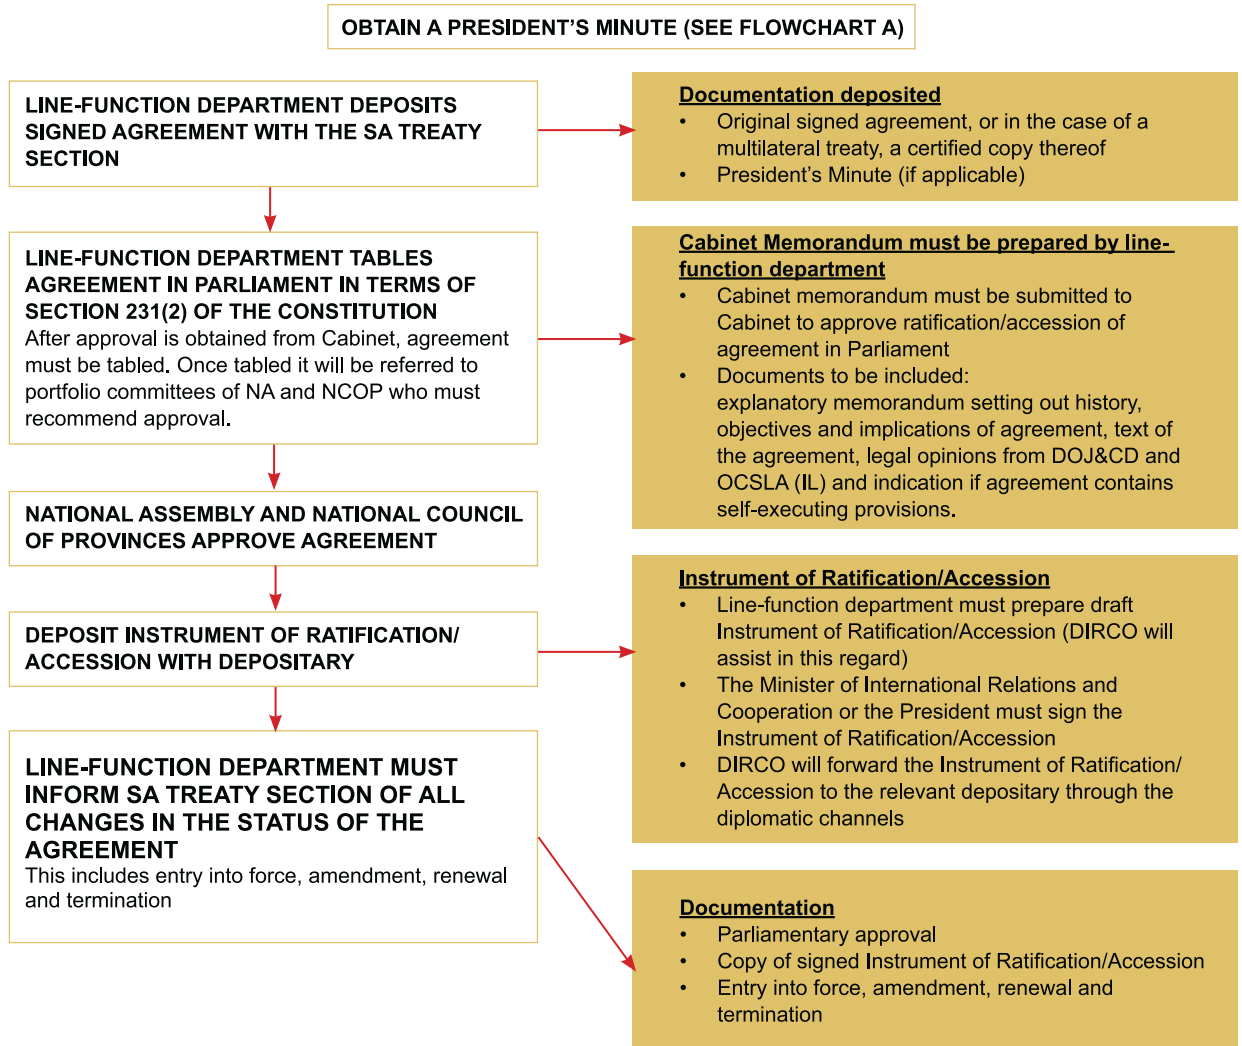 OBTAIN A PRESIDENT’S MINUTE (SEE FLOWCHART A)
LINE-FUNCTION DEPARTMENT DEPOSITS
SIGNED AGREEMENT WITH THE SA TREATY
SECTION
Documentation deposited
• Original signed agreement, or in the case of a
multilateral treaty, a certified copy thereof
• President’s Minute (if applicable)
LINE-FUNCTION DEPARTMENT TABLES
AGREEMENT IN PARLIAMENT IN TERMS OF
SECTION 231(2) OF THE CONSTITUTION
After approval is obtained from Cabinet, agreement
must be tabled. Once tabled it will be referred to
portfolio committees of NA and NCOP who must
recommend approval.
Cabinet Memorandum must be prepared by line-
function department
• Cabinet memorandum must be submitted to
Cabinet to approve ratification/accession of
agreement in Parliament
• Documents to be included:
explanatory memorandum setting out history,
objectives and implications of agreement, text of
the agreement, legal opinions from DOJ&CD and
OCSLA (IL) and indication if agreement contains
self-executing provisions.
NATIONAL ASSEMBLY AND NATIONAL COUNCIL
OF PROVINCES APPROVE AGREEMENT
DEPOSIT INSTRUMENT OF RATIFICATION/
ACCESSION WITH DEPOSITARY
Instrument of Ratification/Accession
• Line-function department must prepare draft
Instrument of Ratification/Accession (DIRCO will
assist in this regard)
• The Minister of International Relations and
Cooperation or the President must sign the
Instrument of Ratification/Accession
• DIRCO will forward the Instrument of Ratification/
Accession to the relevant depositary through the
diplomatic channels
LINE-FUNCTION DEPARTMENT MUST
INFORM SA TREATY SECTION OF ALL
CHANGES IN THE STATUS OF THE
AGREEMENT
This includes entry into force, amendment, renewal
and termination
Documentation
• Parliamentary approval
• Copy of signed Instrument of Ratification/Accession
• Entry into force, amendment, renewal and
termination